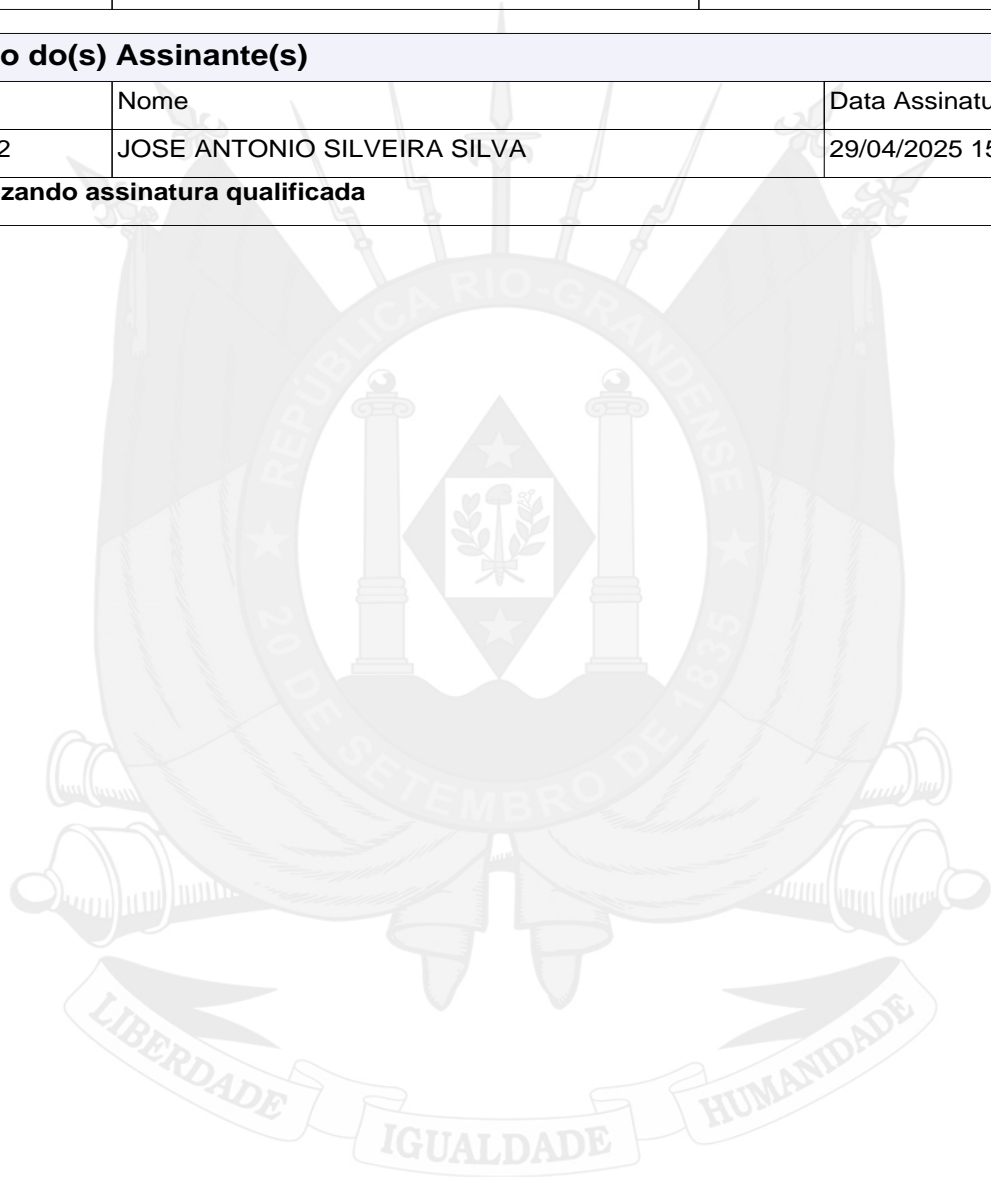 o do(s) Assinante(s)
Nome Data Assinatu
2 JOSE ANTONIO SILVEIRA SILVA 29/04/2025 15
zando assinatura qualificada
REPÚBLICA RIO-GRANDENSE
20 DE SETEMBRO DE 1835
LIBERDADE IGUALDADE HUMANIDADE